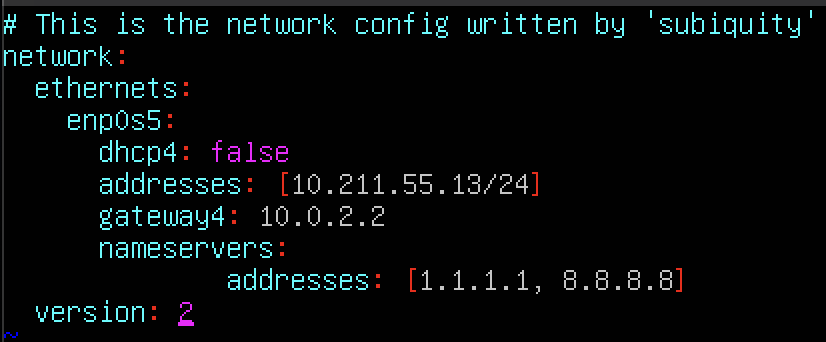 # This is the network config written by 'subiquity'
network:
  ethernets:
    enp0s5:
      dhcp4: false
      addresses: [10.211.55.13/24]
      gateway4: 10.0.2.2
      nameservers:
              addresses: [1.1.1.1, 8.8.8.8]
  version: 2
~